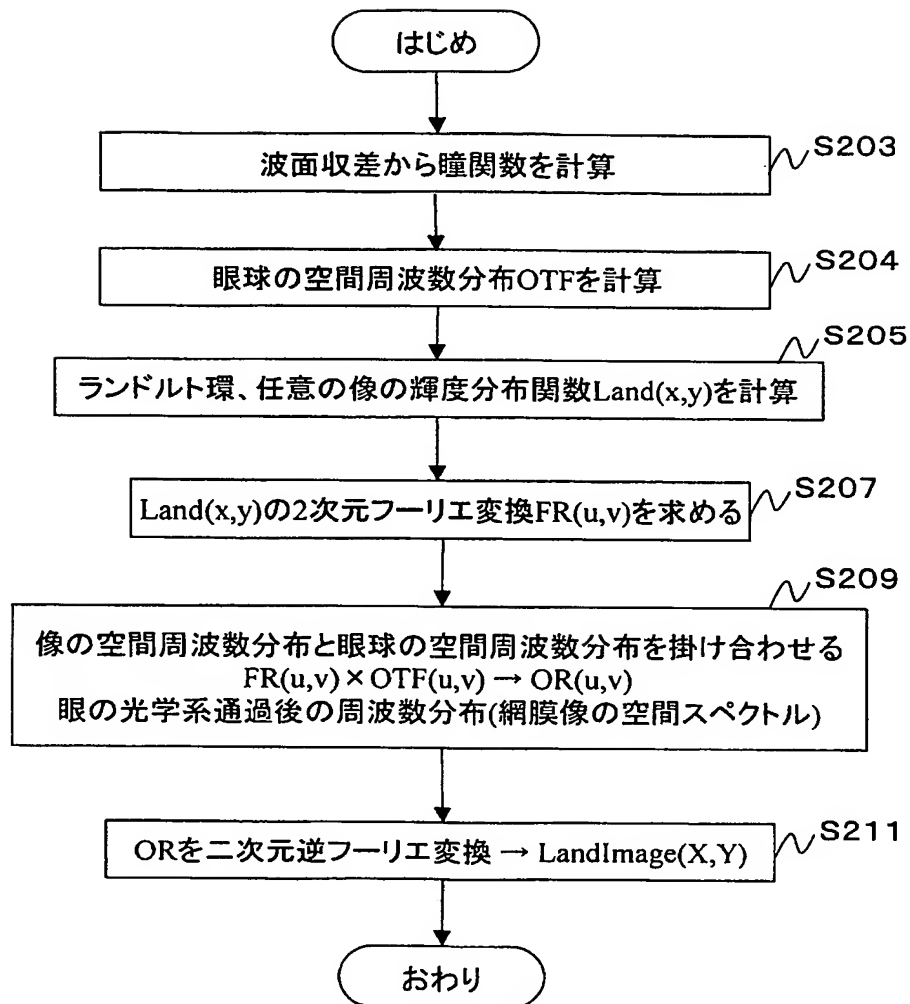 はじめ
波面収差から瞳関数を計算
S203
眼球の空間周波数分布OTFを計算
S204
ランドルト環、任意の像の輝度分布関数Land(x,y)を計算
S205
Land(x,y)の2次元フーリエ変換FR(u,v)を求める
S207
像の空間周波数分布と眼球の空間周波数分布を掛け合わせる
FR(u,v)×OTF(u,v) → OR(u,v)
眼の光学系通過後の周波数分布(網膜像の空間スペクトル)
S209
ORを二次元逆フーリエ変換 → LandImage(X,Y)
S211
おわり